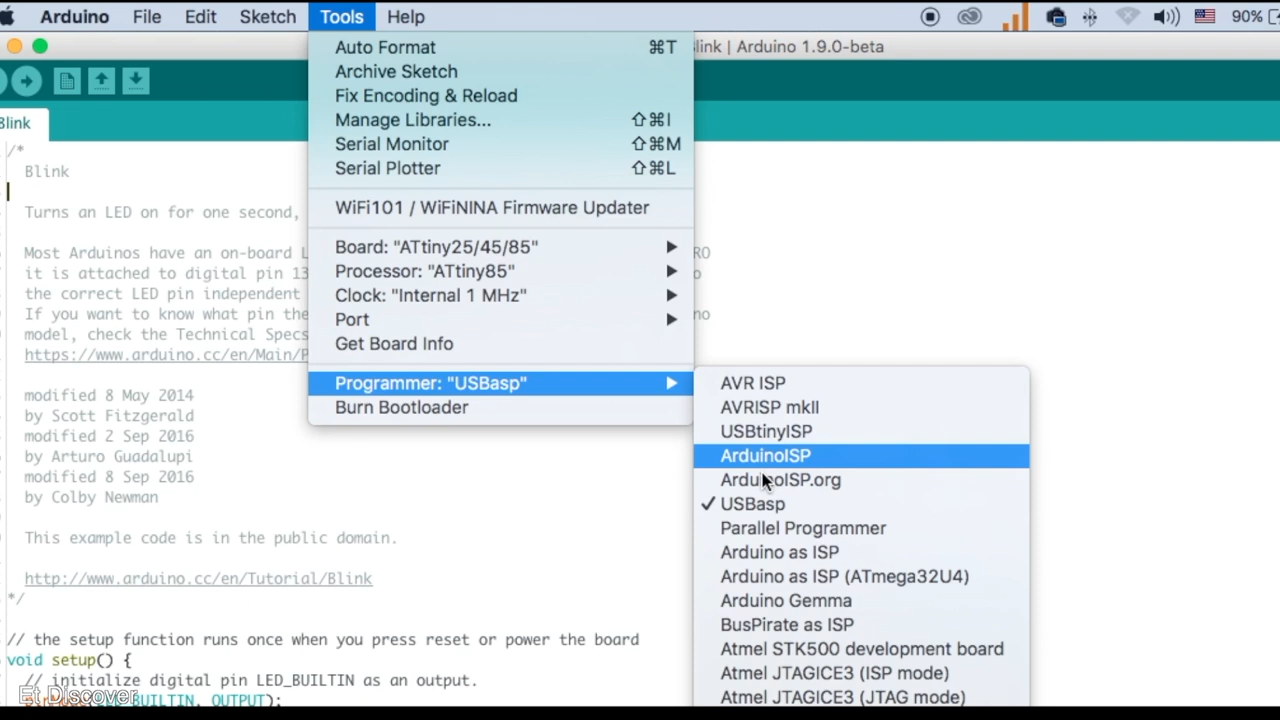 Arduino File Edit Sketch Tools Help 90%
Blink | Arduino 1.9.0-beta
Auto Format ⌘T
Archive Sketch
Fix Encoding & Reload
Manage Libraries... ⇧⌘I
Serial Monitor ⇧⌘M
Serial Plotter ⇧⌘L
WiFi101 / WiFiNINA Firmware Updater
Board: "ATtiny25/45/85"
Processor: "ATtiny85"
Clock: "Internal 1 MHz"
Port
Get Board Info
Programmer: "USBasp"
Burn Bootloader
AVR ISP
AVRISP mkII
USBtinyISP
ArduinoISP
ArduinoISP.org
✓ USBasp
Parallel Programmer
Arduino as ISP
Arduino as ISP (ATmega32U4)
Arduino Gemma
BusPirate as ISP
Atmel STK500 development board
Atmel JTAGICE3 (ISP mode)
Atmel JTAGICE3 (JTAG mode)
Blink
/*
Blink
Turns an LED on for one second,
Most Arduinos have an on-board
it is attached to digital pin 13
the correct LED pin independent
If you want to know what pin the
model, check the Technical Specs
https://www.arduino.cc/en/Main/P
modified 8 May 2014
by Scott Fitzgerald
modified 2 Sep 2016
by Arturo Guadalupi
modified 8 Sep 2016
by Colby Newman
This example code is in the public domain.
http://www.arduino.cc/en/Tutorial/Blink
*/
// the setup function runs once when you press reset or power the board
void setup() {
// initialize digital pin LED_BUILTIN as an output.
OUTPUT);
Et Discover